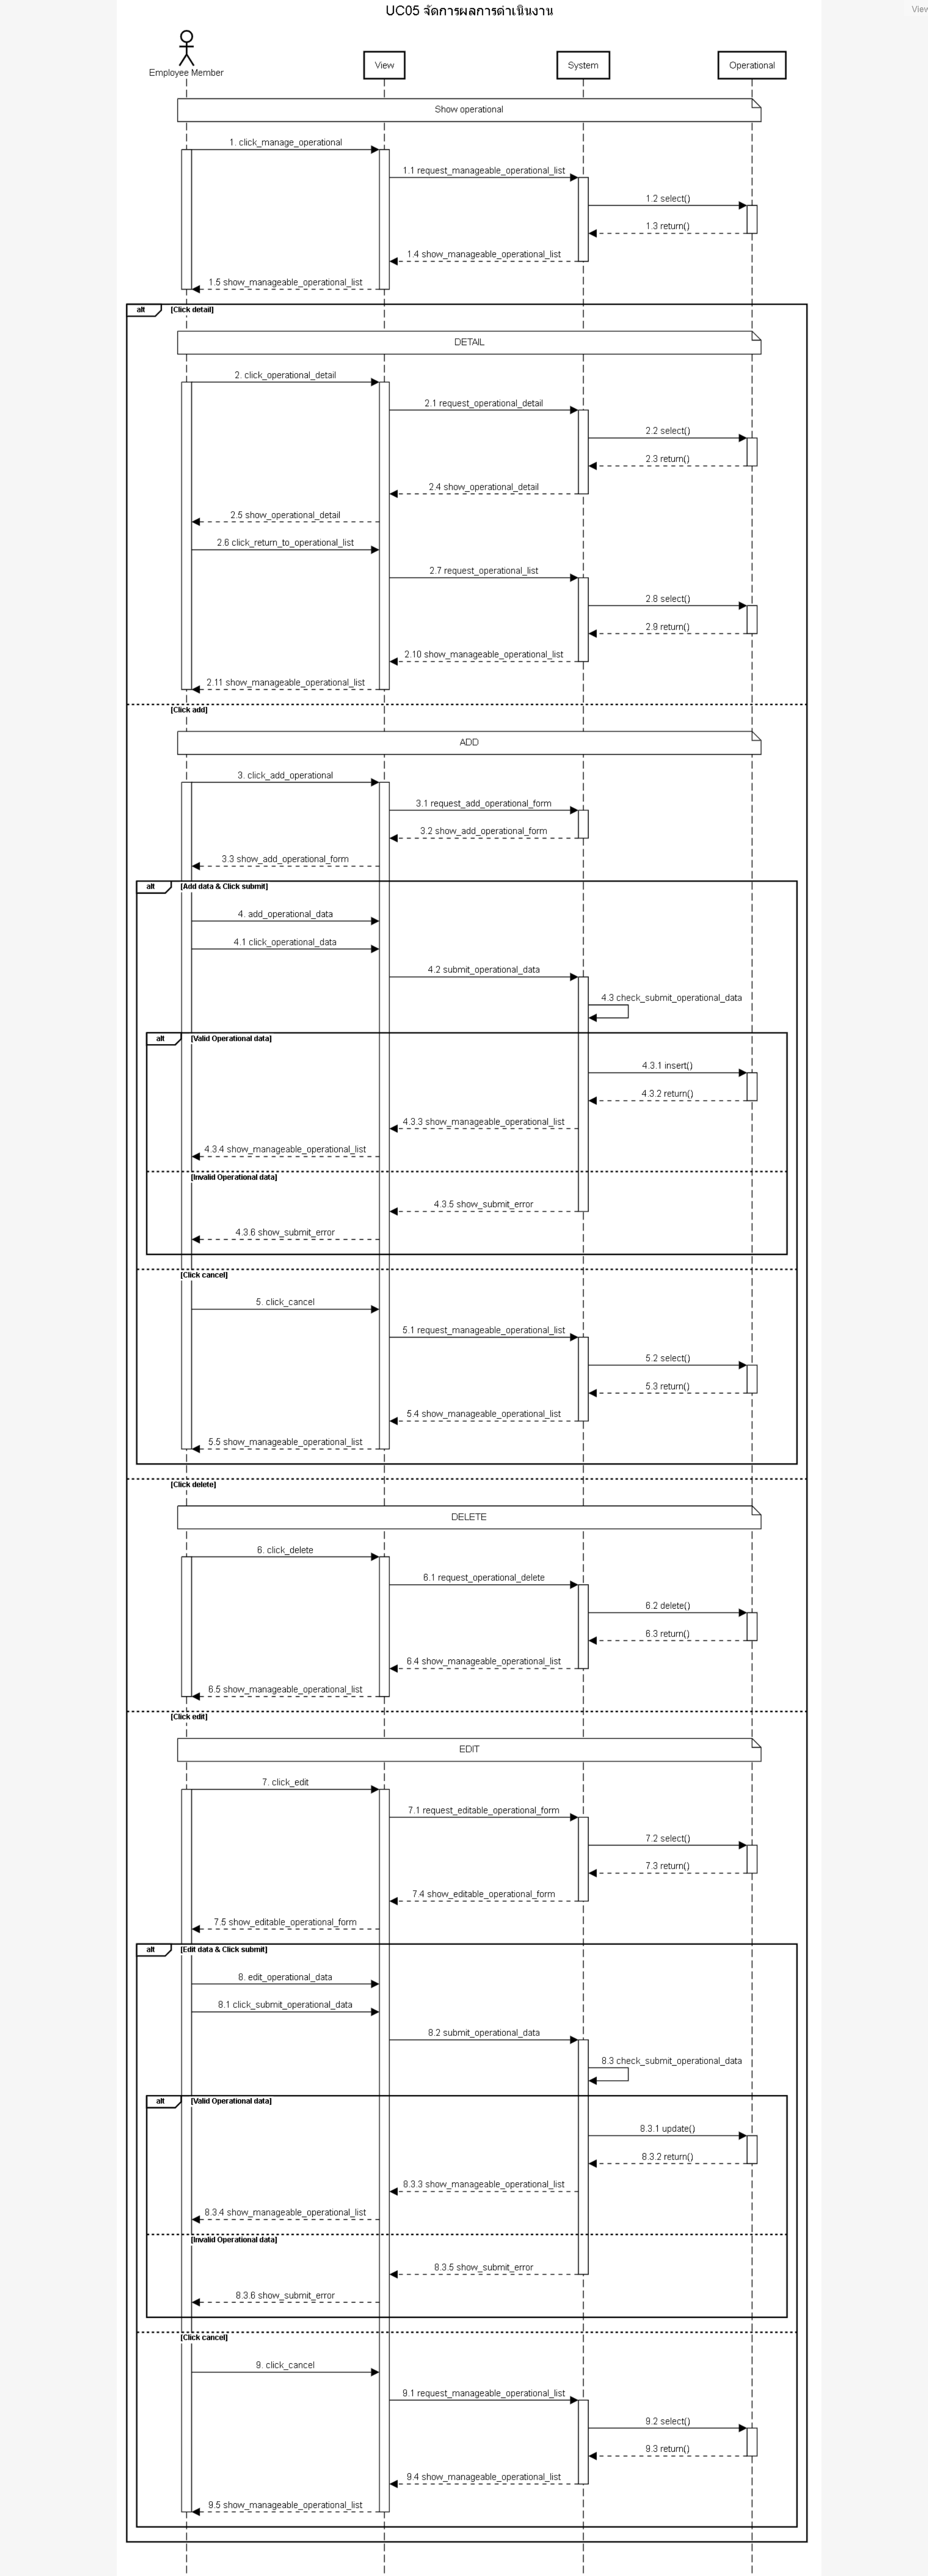 View
UC05 จัดการผลการดำเนินงาน
Employee Member
View
System
Operational
Show operational
1. click_manage_operational
1.1 request_manageable_operational_list
1.2 select()
1.3 return()
1.4 show_manageable_operational_list
1.5 show_manageable_operational_list
alt [Click detail]
DETAIL
2. click_operational_detail
2.1 request_operational_detail
2.2 select()
2.3 return()
2.4 show_operational_detail
2.5 show_operational_detail
2.6 click_return_to_operational_list
2.7 request_operational_list
2.8 select()
2.9 return()
2.10 show_manageable_operational_list
2.11 show_manageable_operational_list
[Click add]
ADD
3. click_add_operational
3.1 request_add_operational_form
3.2 show_add_operational_form
3.3 show_add_operational_form
alt [Add data & Click submit]
4. add_operational_data
4.1 click_operational_data
4.2 submit_operational_data
4.3 check_submit_operational_data
alt [Valid Operational data]
4.3.1 insert()
4.3.2 return()
4.3.3 show_manageable_operational_list
4.3.4 show_manageable_operational_list
[Invalid Operational data]
4.3.5 show_submit_error
4.3.6 show_submit_error
[Click cancel]
5. click_cancel
5.1 request_manageable_operational_list
5.2 select()
5.3 return()
5.4 show_manageable_operational_list
5.5 show_manageable_operational_list
[Click delete]
DELETE
6. click_delete
6.1 request_operational_delete
6.2 delete()
6.3 return()
6.4 show_manageable_operational_list
6.5 show_manageable_operational_list
[Click edit]
EDIT
7. click_edit
7.1 request_editable_operational_form
7.2 select()
7.3 return()
7.4 show_editable_operational_form
7.5 show_editable_operational_form
alt [Edit data & Click submit]
8. edit_operational_data
8.1 click_submit_operational_data
8.2 submit_operational_data
8.3 check_submit_operational_data
alt [Valid Operational data]
8.3.1 update()
8.3.2 return()
8.3.3 show_manageable_operational_list
8.3.4 show_manageable_operational_list
[Invalid Operational data]
8.3.5 show_submit_error
8.3.6 show_submit_error
[Click cancel]
9. click_cancel
9.1 request_manageable_operational_list
9.2 select()
9.3 return()
9.4 show_manageable_operational_list
9.5 show_manageable_operational_list